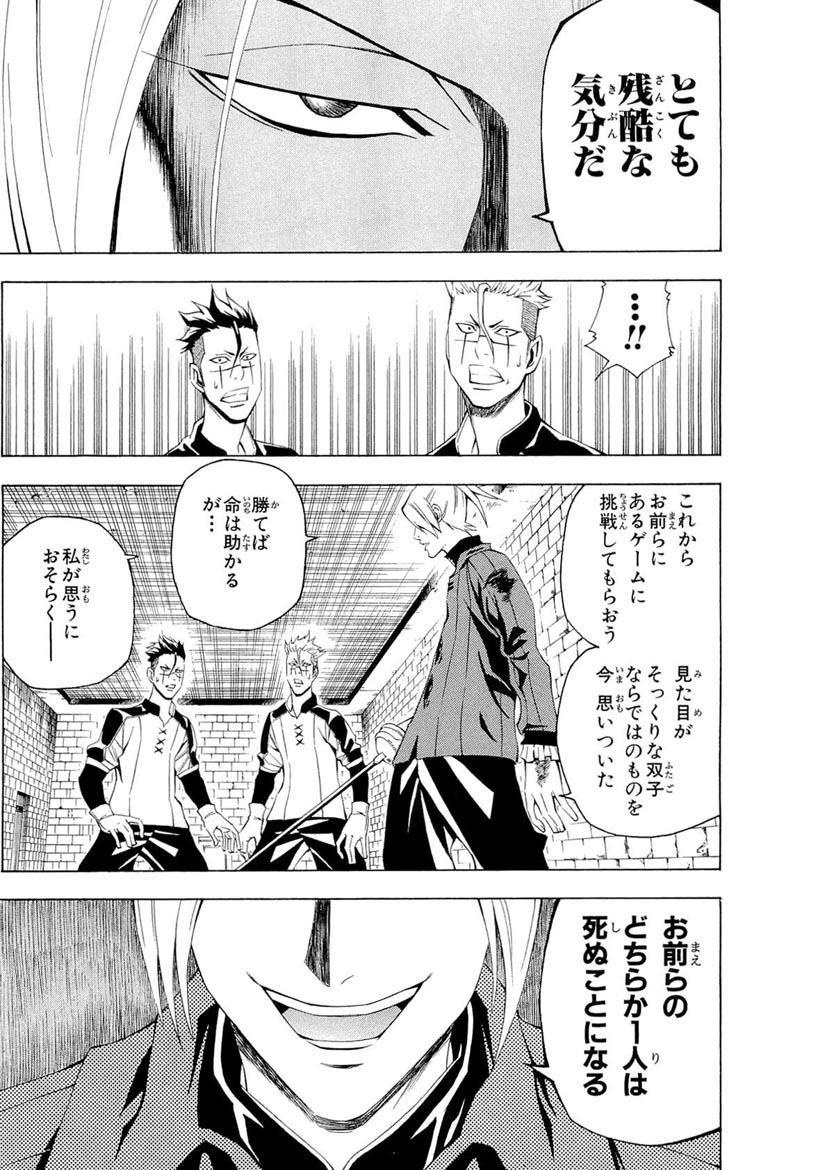 とても
残酷な
気分だ
…!!
これから
お前らに
あるゲームに
挑戦してもらおう
見た目が
そっくりな双子
ならではのものを
今 思いついた
勝てば
命は助かる
が…
私が思うに
おそらく──
お前らの
どちらか1人は
死ぬことになる